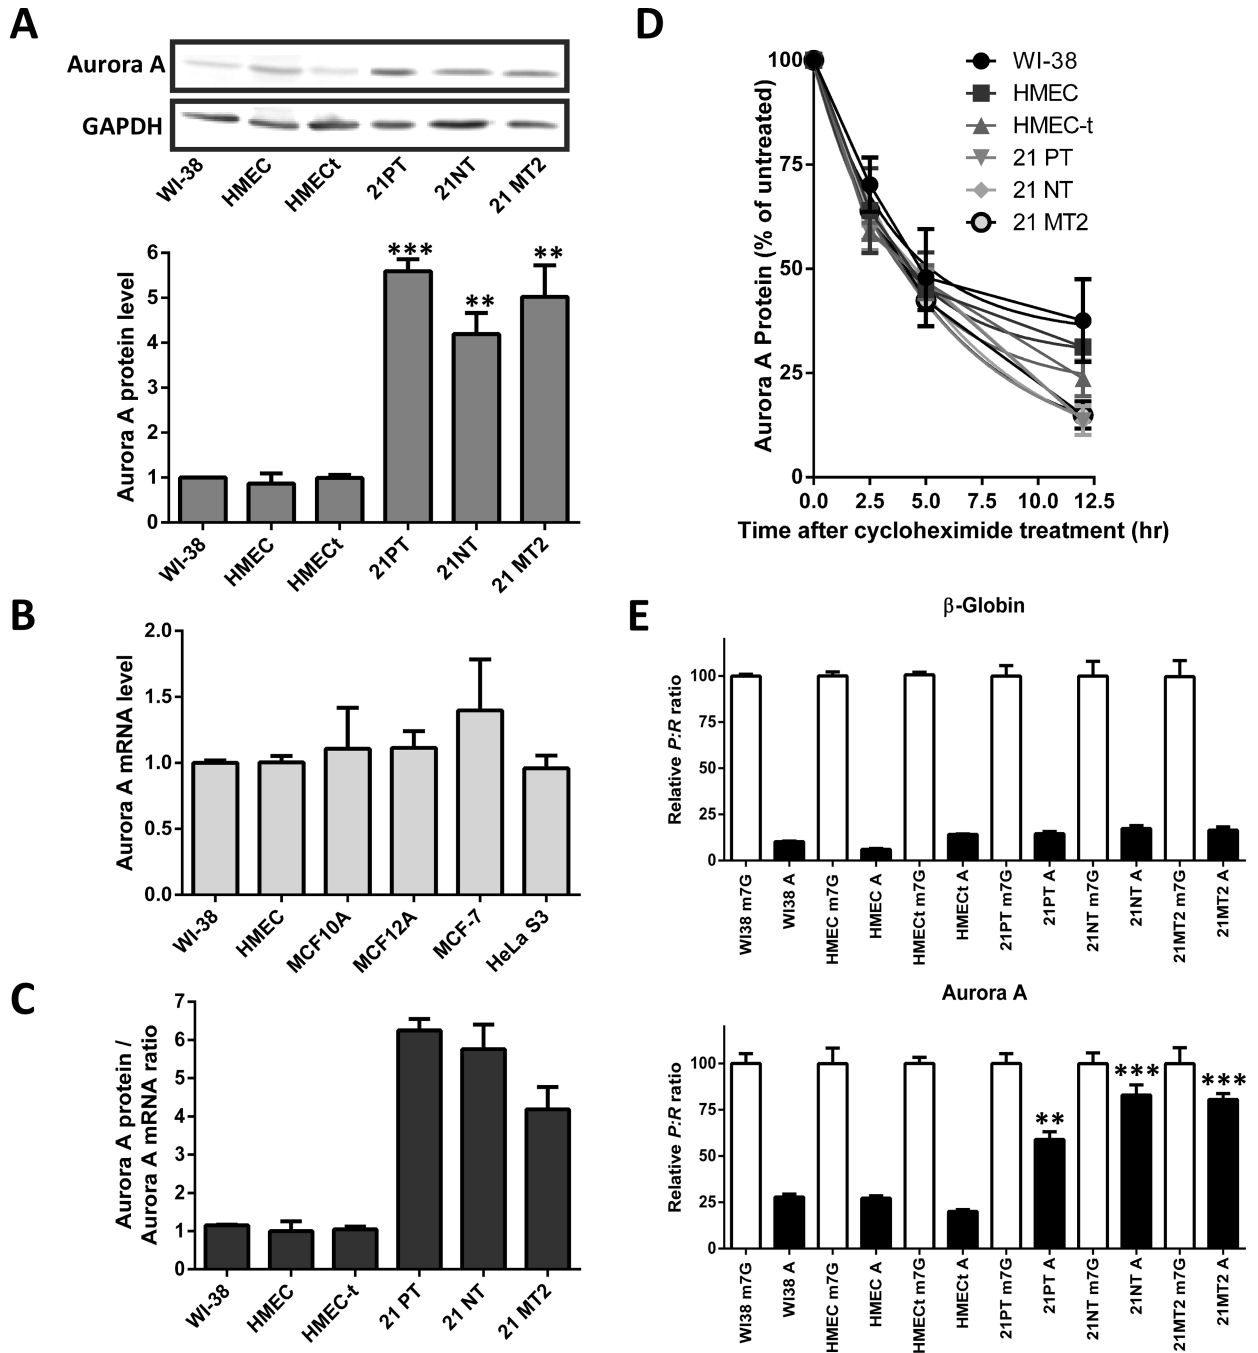 A
Aurora A
GAPDH
WI-38
HMEC
HMECt
21PT
21NT
21 MT2
Aurora A protein level
6
5
4
3
2
1
0
***
**
**
WI-38
HMEC
HMECt
21PT
21NT
21 MT2
B
Aurora A mRNA level
2.0
1.5
1.0
0.5
0.0
WI-38
HMEC
MCF10A
MCF12A
MCF-7
HeLa S3
C
Aurora A protein /
Aurora A mRNA ratio
7
6
5
4
3
2
1
0
WI-38
HMEC
HMEC-t
21 PT
21 NT
21 MT2
D
Aurora A Protein (% of untreated)
100
75
50
25
0
WI-38
HMEC
HMEC-t
21 PT
21 NT
21 MT2
0.0 2.5 5.0 7.5 10.0 12.5
Time after cycloheximide treatment (hr)
E
β-Globin
Relative P:R ratio
100
75
50
25
0
WI38 m7G
WI38 A
HMEC m7G
HMEC A
HMECt m7G
HMECt A
21PT m7G
21PT A
21NT m7G
21NT A
21MT2 m7G
21MT2 A
Aurora A
Relative P:R ratio
100
75
50
25
0
**
***
***
WI38 m7G
WI38 A
HMEC m7G
HMEC A
HMECt m7G
HMECt A
21PT m7G
21PT A
21NT m7G
21NT A
21MT2 m7G
21MT2 A